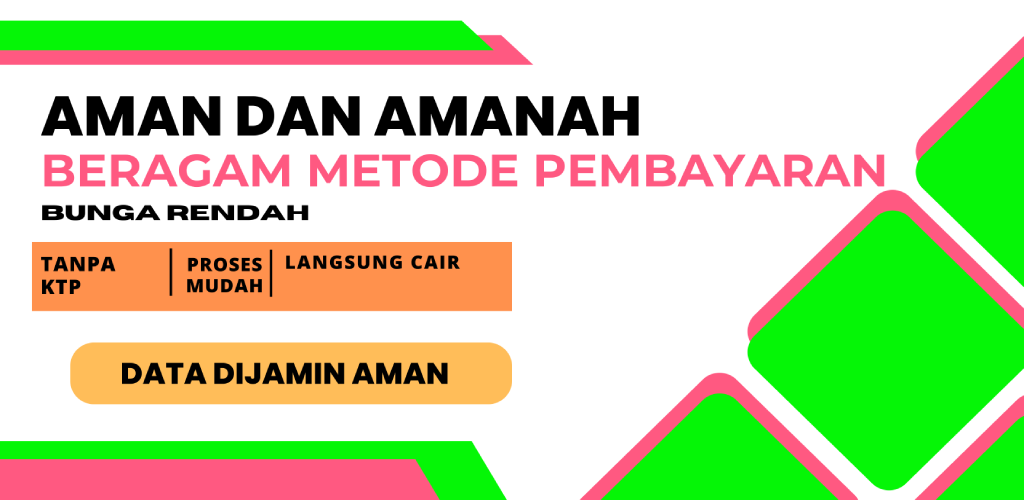 AMAN DAN AMANAH
BERAGAM METODE PEMBAYARAN
BUNGA RENDAH
TANPA
KTP
PROSES
MUDAH
LANGSUNG CAIR
DATA DIJAMIN AMAN